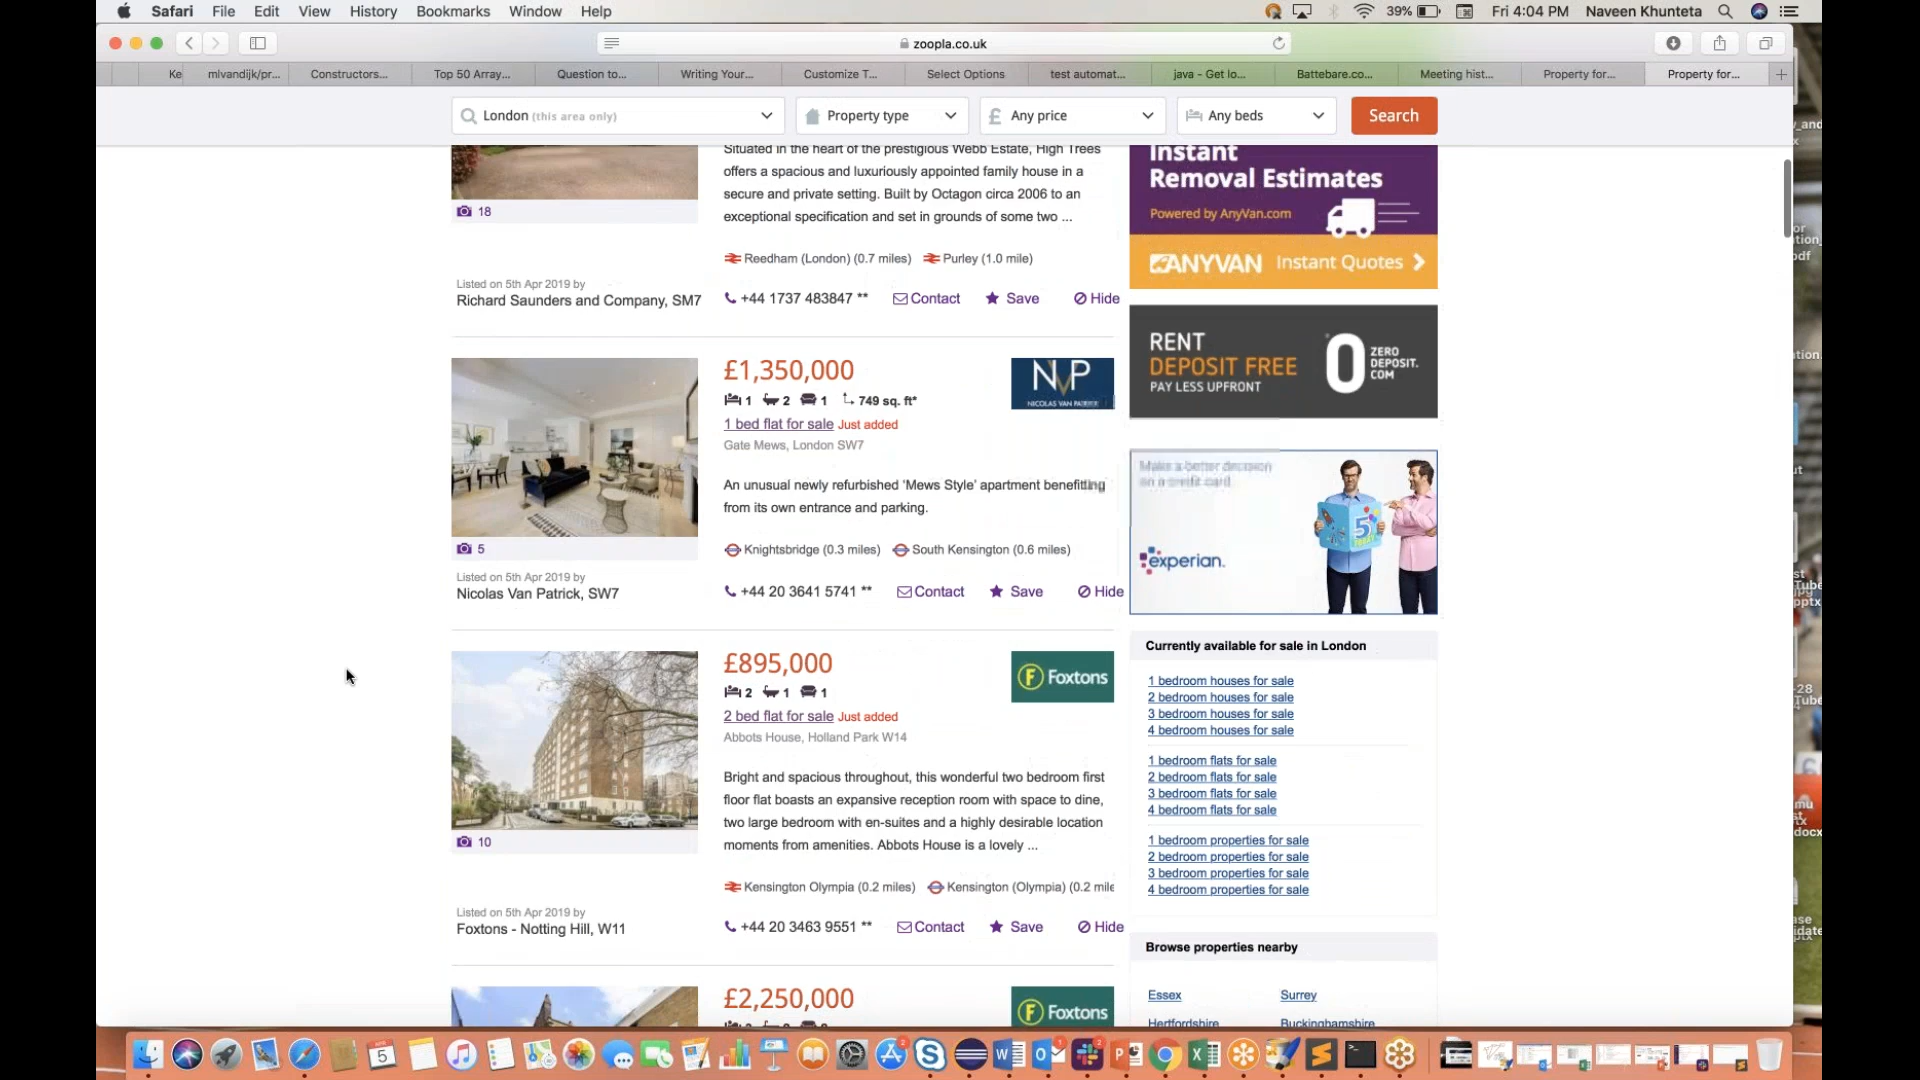 Safari File Edit View History Bookmarks Window Help
39% Fri 4:04 PM Naveen Khunteta
zoopla.co.uk
Ke mlvandijk/pr... Constructors... Top 50 Array... Question to... Writing Your... Customize T... Select Options test automat... java - Get lo... Battebare.co... Meeting hist... Property for... Property for...
London (this area only) Property type Any price Any beds Search
Situated in the heart of the prestigious Webb Estate, High Trees
offers a spacious and luxuriously appointed family house in a
secure and private setting. Built by Octagon circa 2006 to an
exceptional specification and set in grounds of some two ...
18
Reedham (London) (0.7 miles) Purley (1.0 mile)
Listed on 5th Apr 2019 by
Richard Saunders and Company, SM7
+44 1737 483847 ** Contact Save Hide
£1,350,000
1 2 1 749 sq. ft*
1 bed flat for sale Just added
Gate Mews, London SW7
NVP
NICOLAS VAN PATRICK
An unusual newly refurbished ‘Mews Style’ apartment benefitting
from its own entrance and parking.
5
Knightsbridge (0.3 miles) South Kensington (0.6 miles)
Listed on 5th Apr 2019 by
Nicolas Van Patrick, SW7
+44 20 3641 5741 ** Contact Save Hide
£895,000
2 1 1
2 bed flat for sale Just added
Abbots House, Holland Park W14
F Foxtons
Bright and spacious throughout, this wonderful two bedroom first
floor flat boasts an expansive reception room with space to dine,
two large bedroom with en-suites and a highly desirable location
moments from amenities. Abbots House is a lovely ...
10
Kensington Olympia (0.2 miles) Kensington (Olympia) (0.2 mile
Listed on 5th Apr 2019 by
Foxtons - Notting Hill, W11
+44 20 3463 9551 ** Contact Save Hide
£2,250,000
F Foxtons
Instant
Removal Estimates
Powered by AnyVan.com
ANYVAN Instant Quotes
RENT
DEPOSIT FREE
PAY LESS UPFRONT
0 ZERO
DEPOSIT.
COM
Make a better decision
on a credit card
experian.
5
TODAY
Currently available for sale in London
1 bedroom houses for sale
2 bedroom houses for sale
3 bedroom houses for sale
4 bedroom houses for sale
1 bedroom flats for sale
2 bedroom flats for sale
3 bedroom flats for sale
4 bedroom flats for sale
1 bedroom properties for sale
2 bedroom properties for sale
3 bedroom properties for sale
4 bedroom properties for sale
Browse properties nearby
Essex Surrey
Hertfordshire Buckinghamshire